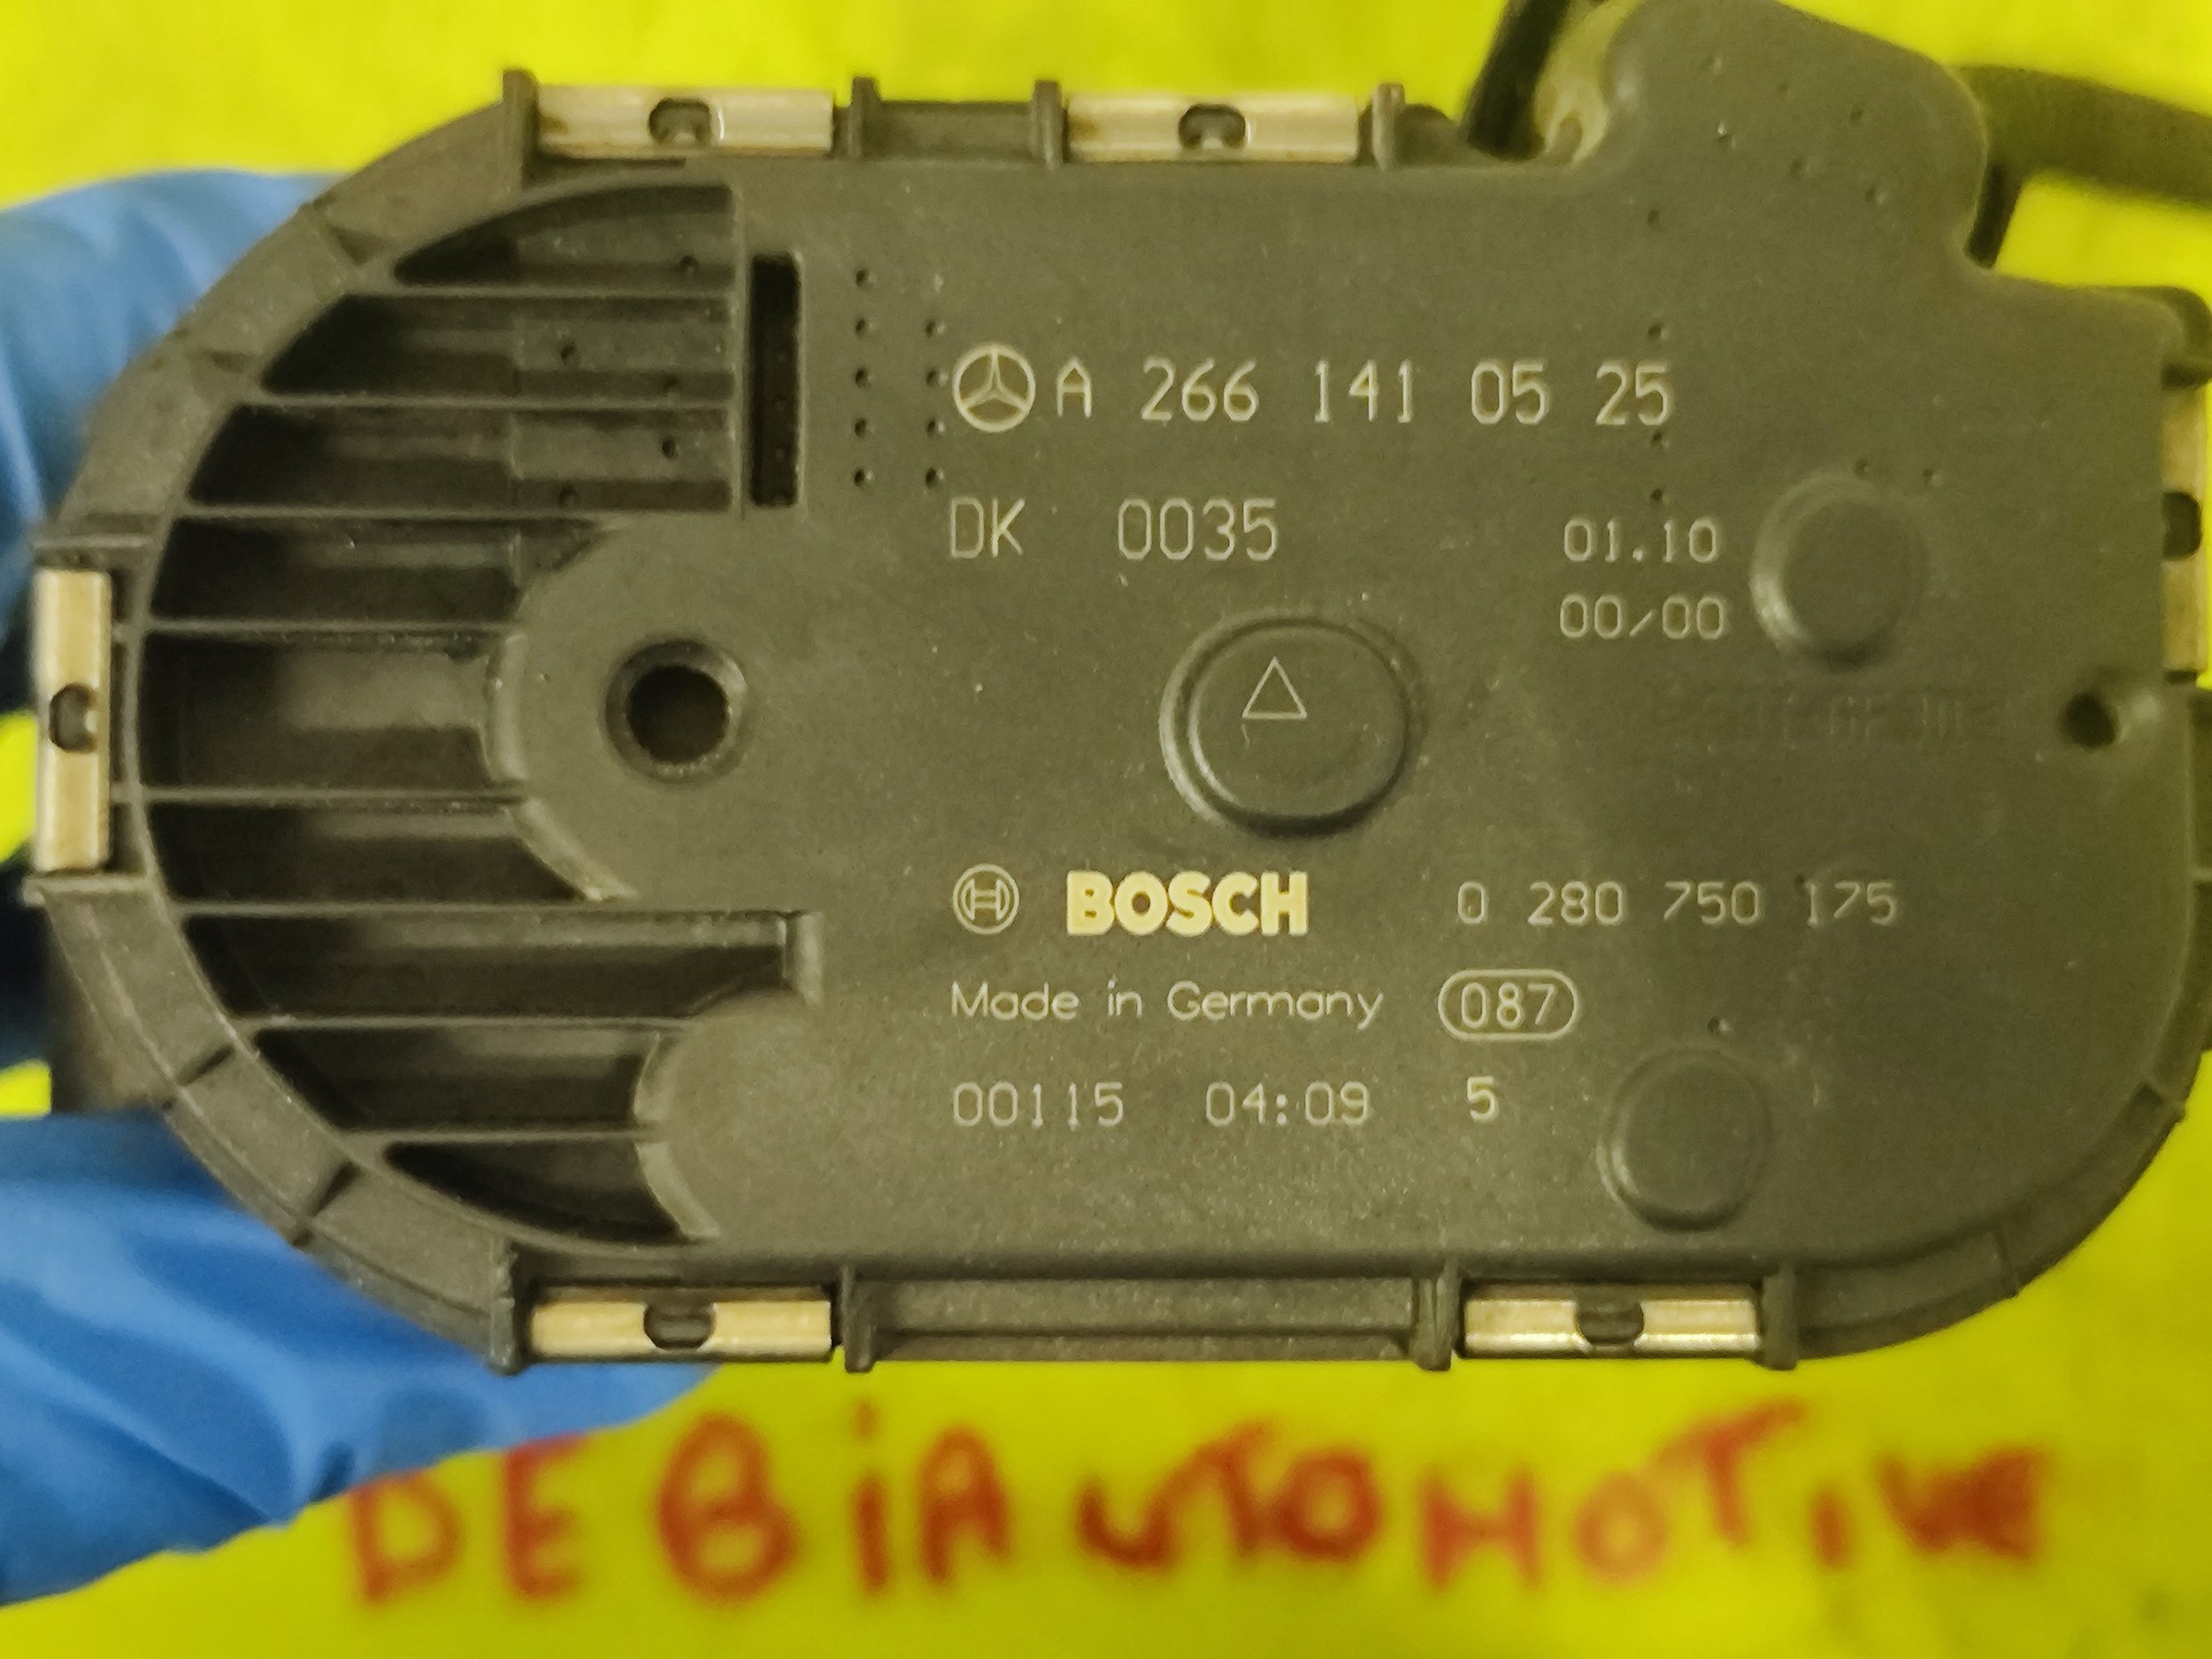 A 266 141 05 25
DK 0035
01.10
00/00
BOSCH 0 280 750 175
Made in Germany 087
00115 04:09 5
DEBiAUTOMOTIVE